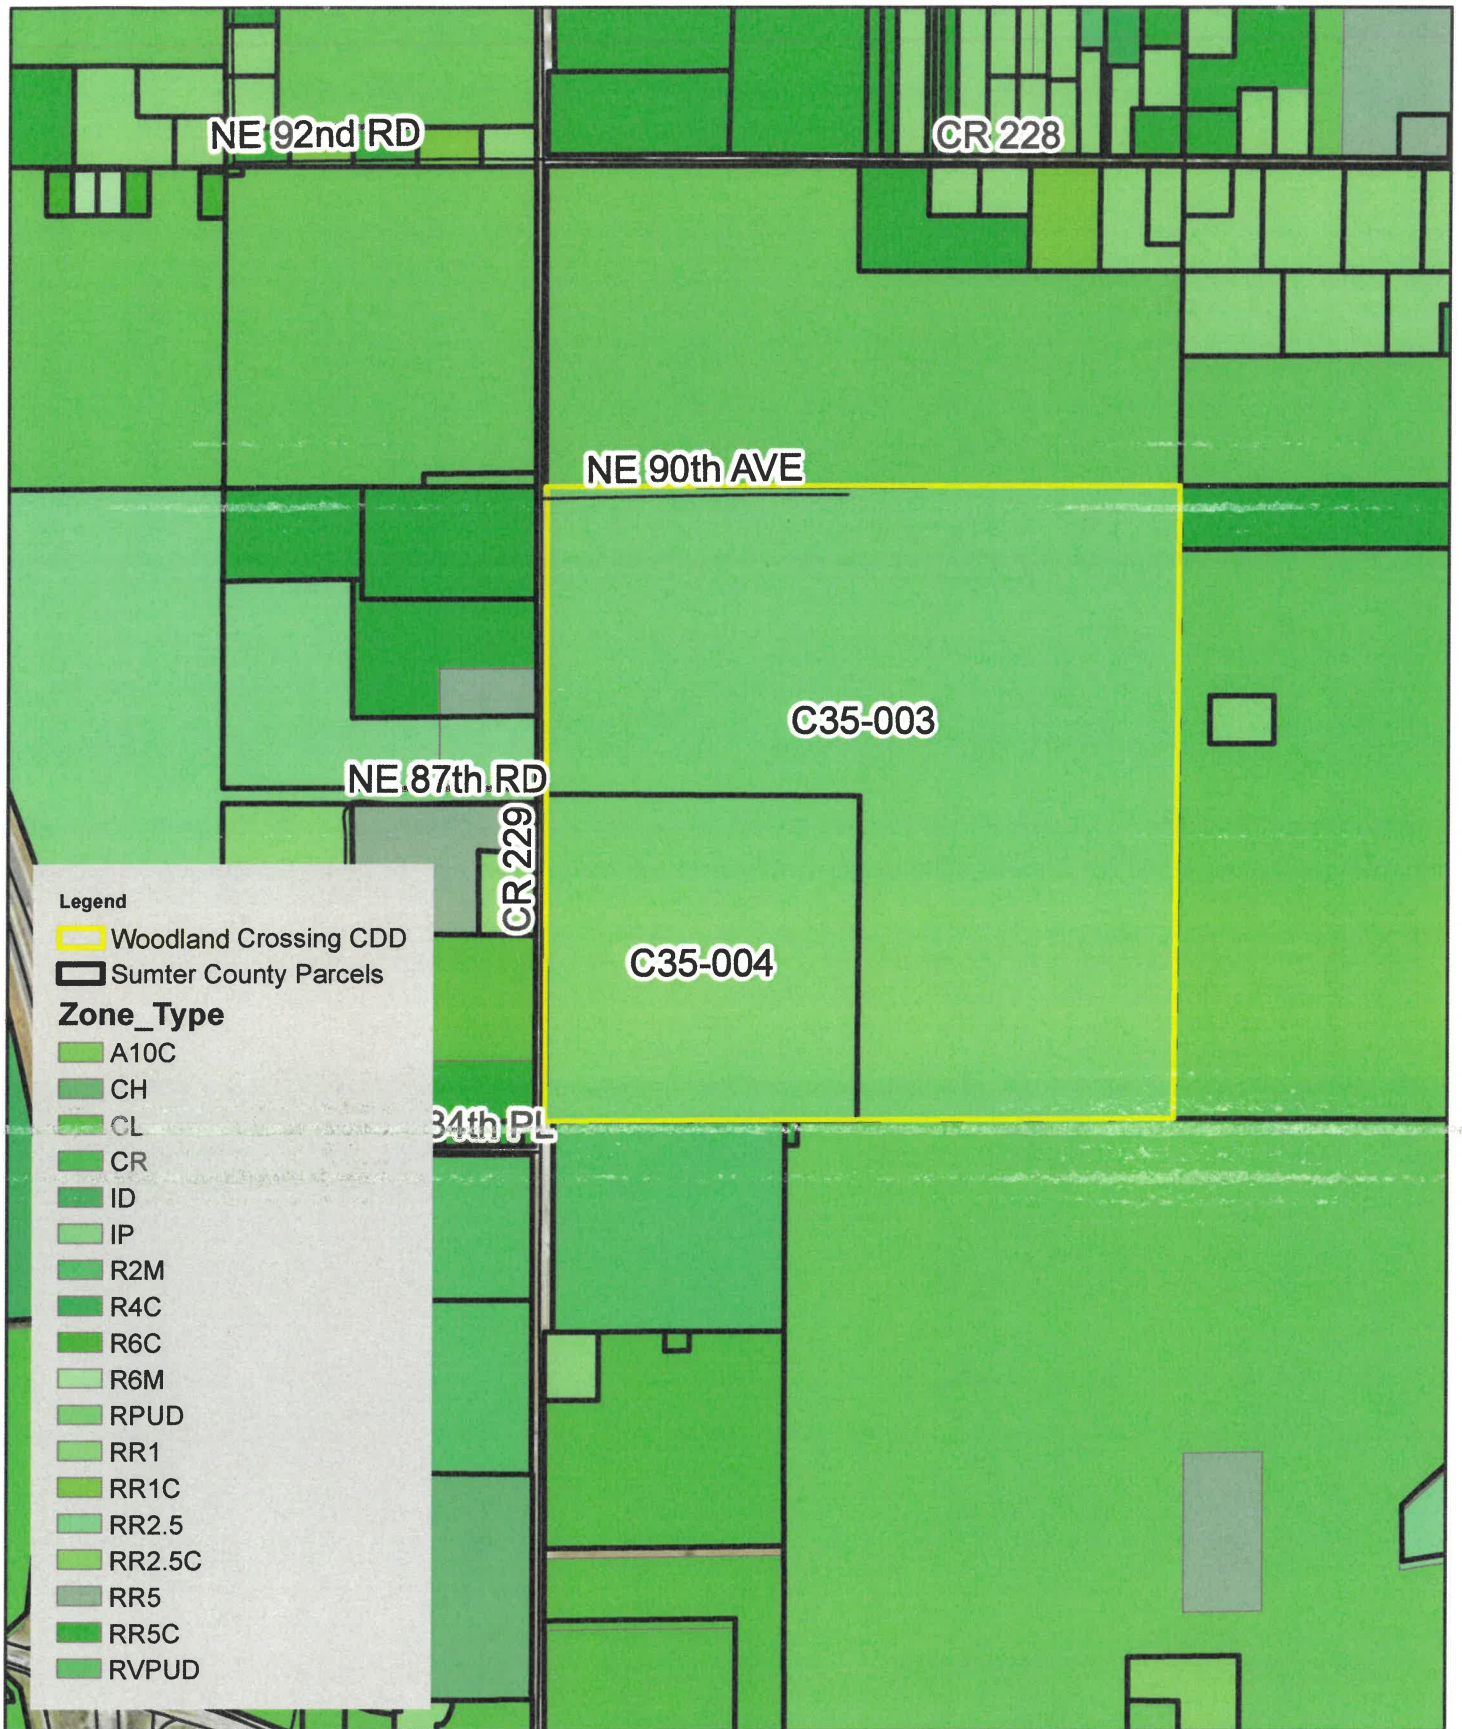 NE 92nd RD
CR 228
NE 90th AVE
C35-003
NE 87th RD
CR 229
C35-004
34th PL
Legend
Woodland Crossing CDD
Sumter County Parcels
Zone_Type
A10C
CH
CL
CR
ID
IP
R2M
R4C
R6C
R6M
RPUD
RR1
RR1C
RR2.5
RR2.5C
RR5
RR5C
RVPUD